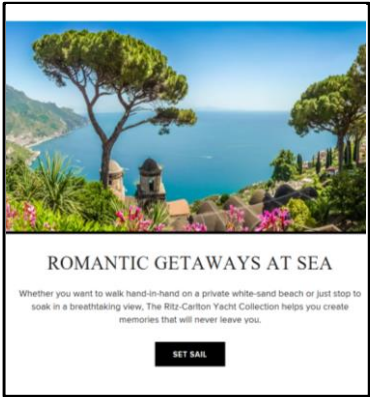 ROMANTIC GETAWAYS AT SEA
Whether you want to walk hand-in-hand on a private white-sand beach or just stop to
soak in a breathtaking view, The Ritz-Carlton Yacht Collection helps you create
memories that will never leave you.
SET SAIL